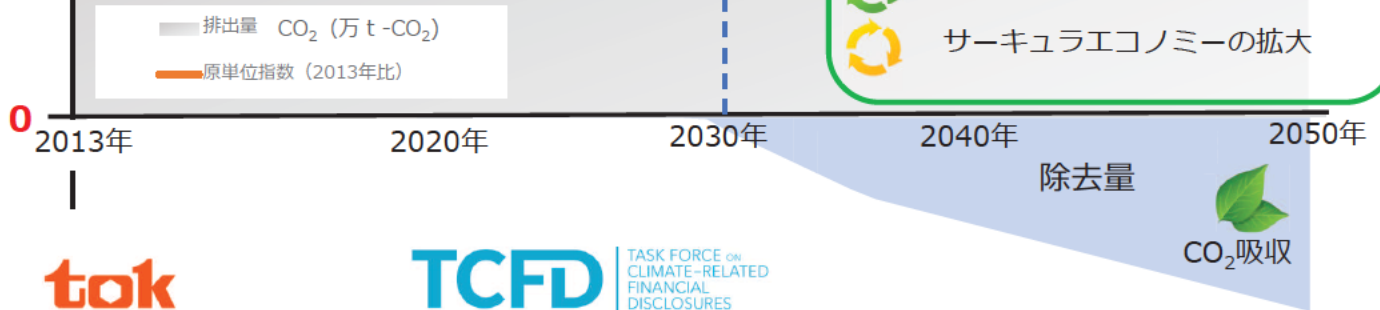 排出量 CO₂（万ｔ-CO₂）
サーキュラエコノミーの拡大
原単位指数（2013年比）
0
2013年 2020年 2030年 2040年 2050年
除去量
CO₂吸収
tok
TCFD
TASK FORCE ON
CLIMATE-RELATED
FINANCIAL
DISCLOSURES